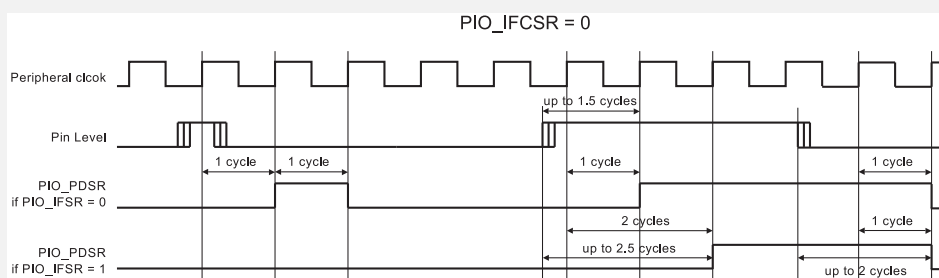 PIO_IFCSR = 0
Peripheral clcok
up to 1.5 cycles
Pin Level
1 cycle
1 cycle
1 cycle
1 cycle
PIO_PDSR
if PIO_IFSR = 0
2 cycles
1 cycle
PIO_PDSR
if PIO_IFSR = 1
up to 2.5 cycles
up to 2 cycles